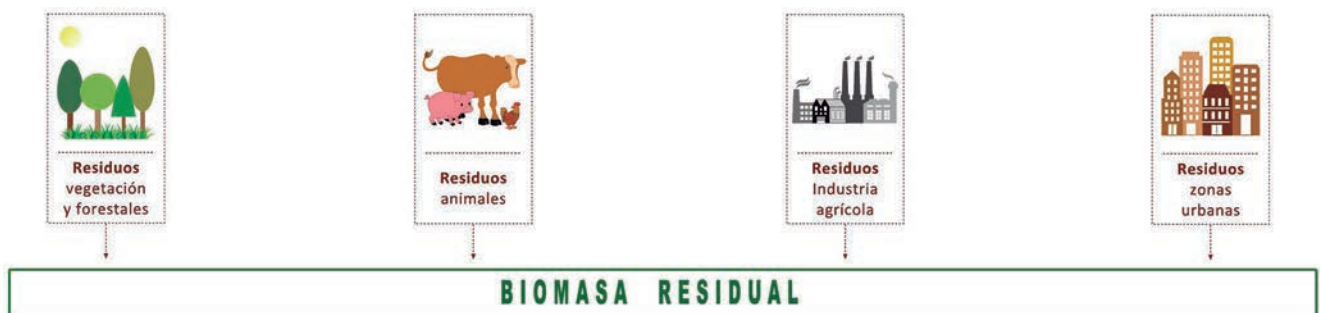 Residuos
vegetación
y forestales
Residuos
animales
Residuos
Industria
agrícola
Residuos
zonas
urbanas
BIOMASA RESIDUAL